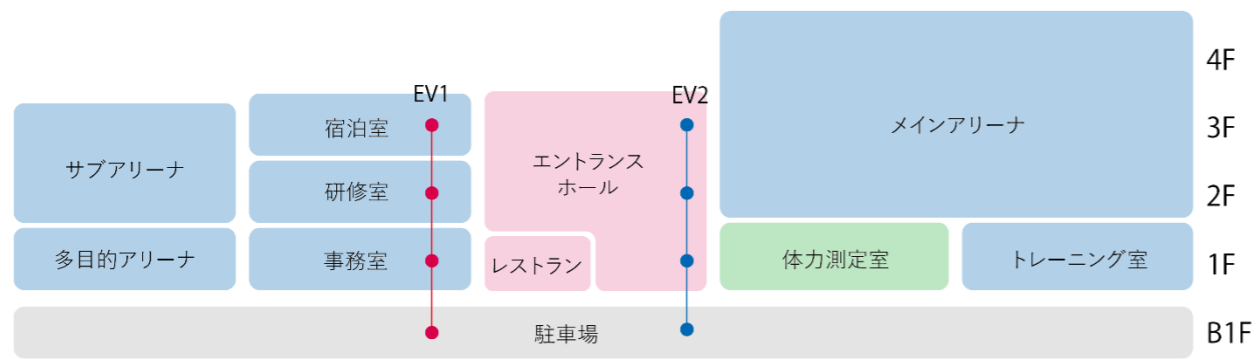 4F
EV1
EV2
宿泊室
メインアリーナ
3F
サブアリーナ
エントランス
ホール
研修室
2F
多目的アリーナ
事務室
レストラン
体力測定室
トレーニング室
1F
駐車場
B1F